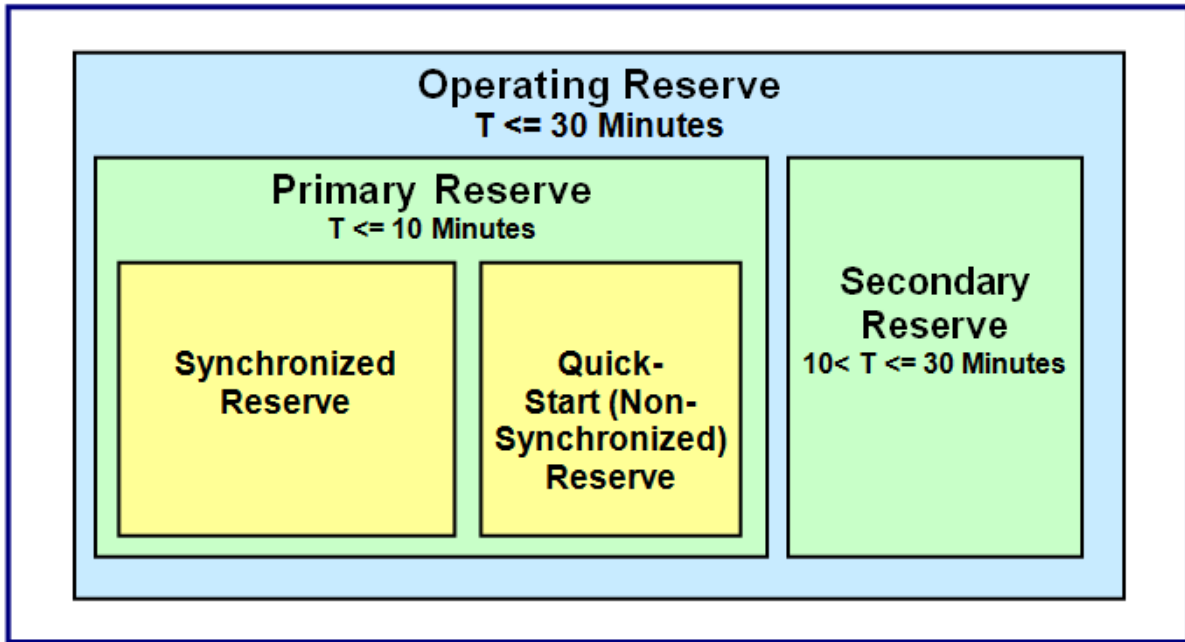 Operating Reserve
T <= 30 Minutes
Primary Reserve
T <= 10 Minutes
Synchronized
Reserve
Quick-
Start (Non-
Synchronized)
Reserve
Secondary
Reserve
10< T <= 30 Minutes